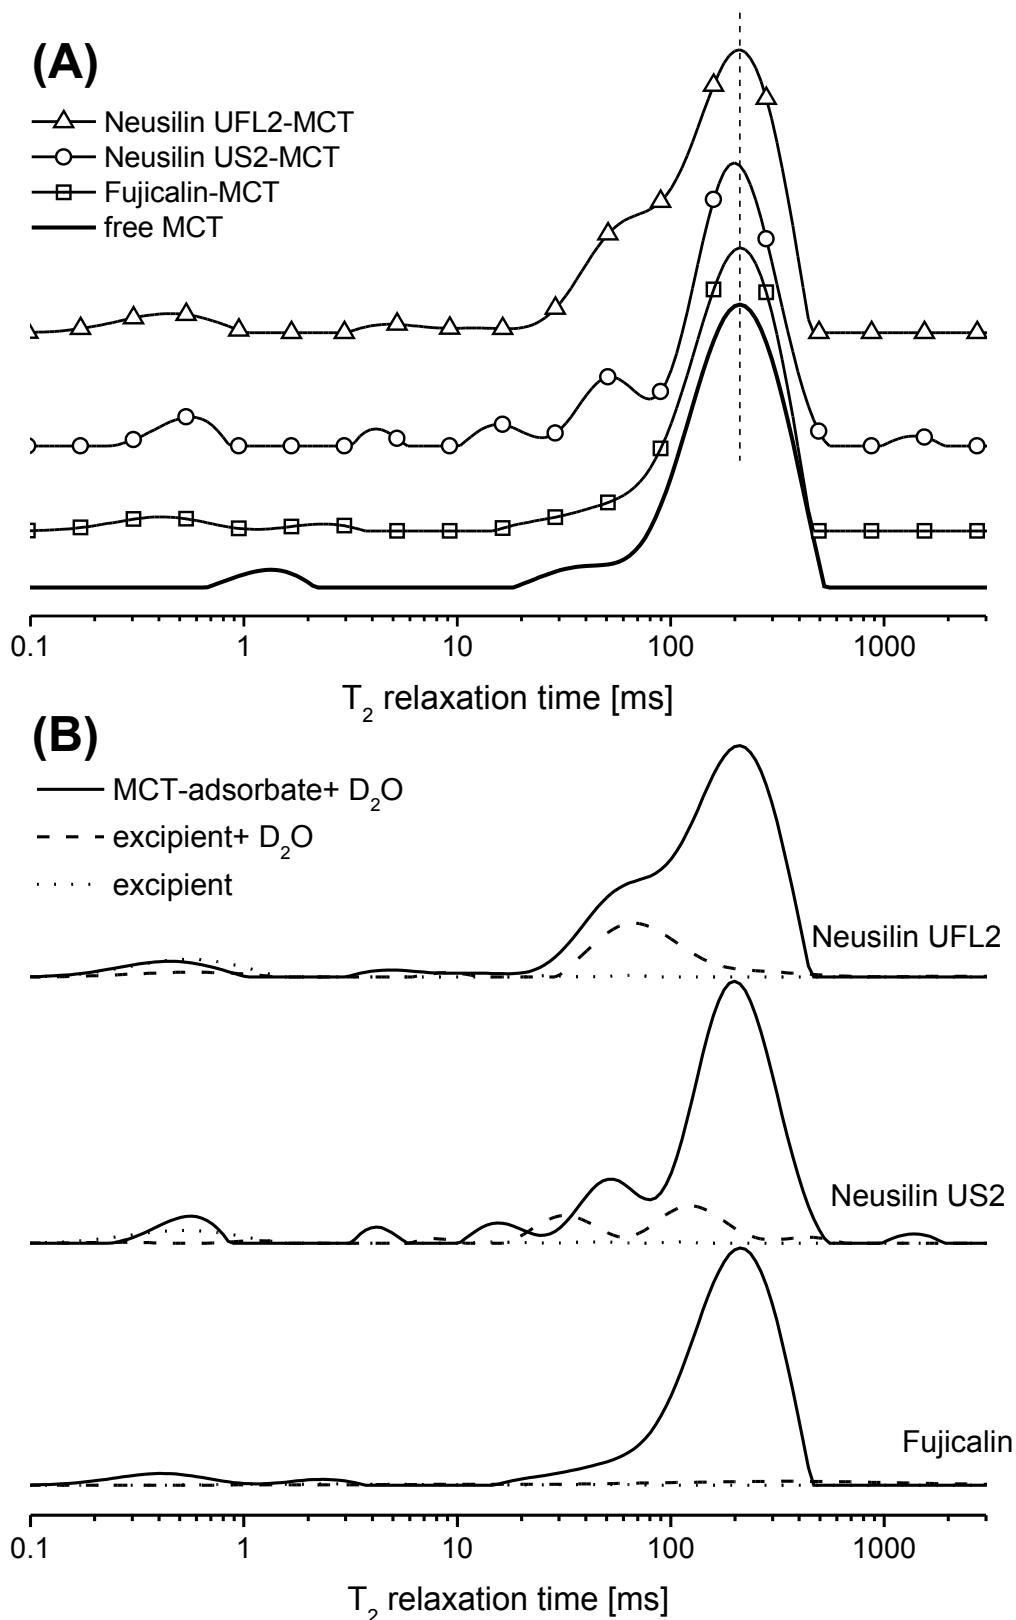 (A)
Neusilin UFL2-MCT
Neusilin US2-MCT
Fujicalin-MCT
free MCT
0.1 1 10 100 1000
T2 relaxation time [ms]
(B)
MCT-adsorbate+ D2O
excipient+ D2O
excipient
Neusilin UFL2
Neusilin US2
Fujicalin
0.1 1 10 100 1000
T2 relaxation time [ms]